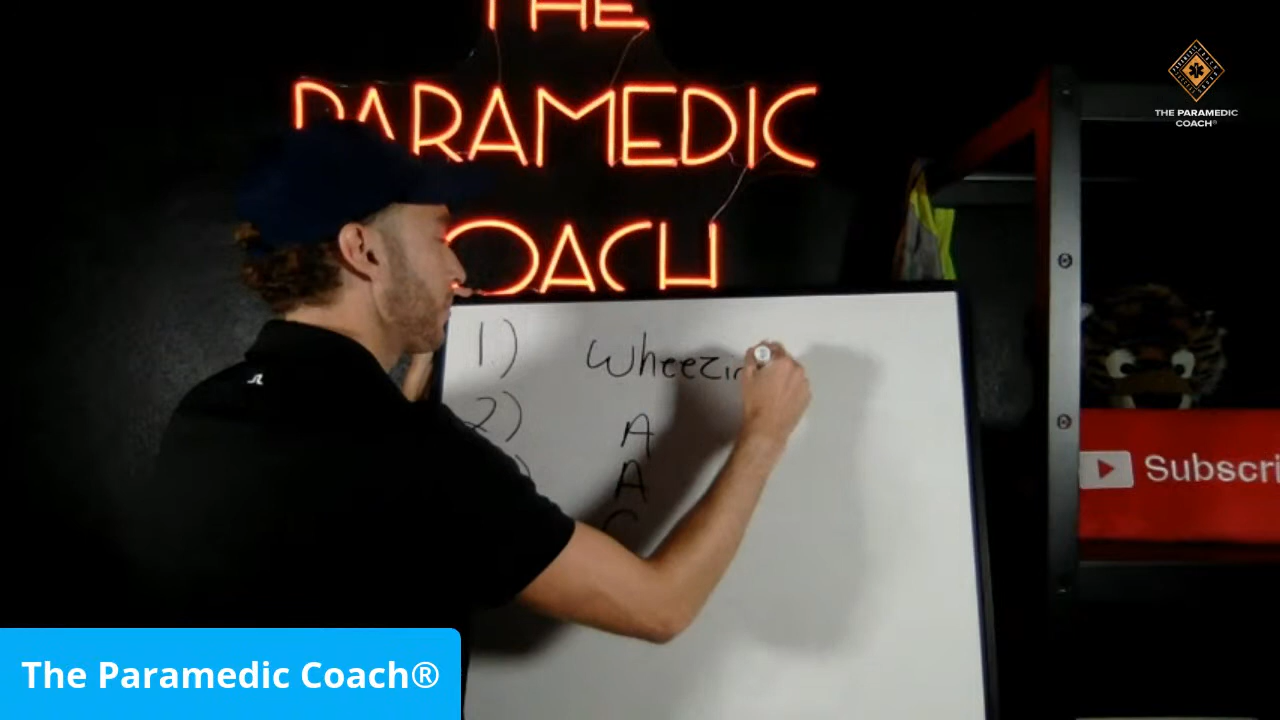 THE
PARAMEDIC
COACH
THE PARAMEDIC
COACH®
1.) Wheezin
2) A
A
C
Subscri
The Paramedic Coach®